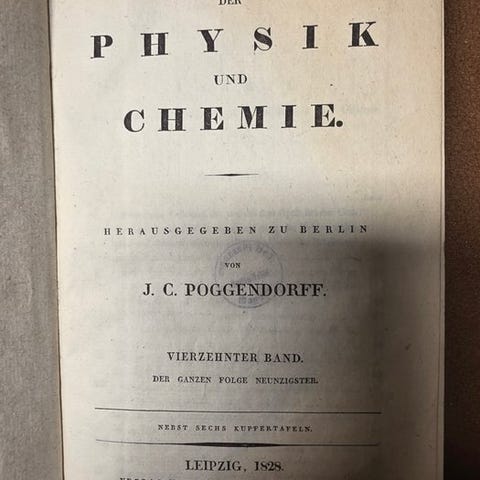 DER
PHYSIK
UND
CHEMIE.
HERAUSGEGEBEN ZU BERLIN
VON
J. C. POGGENDORFF.
VIERZEHNTER BAND.
DER GANZEN FOLGE NEUNZIGSTER.
NEBST SECHS KUPFERTAFELN.
LEIPZIG, 1828.